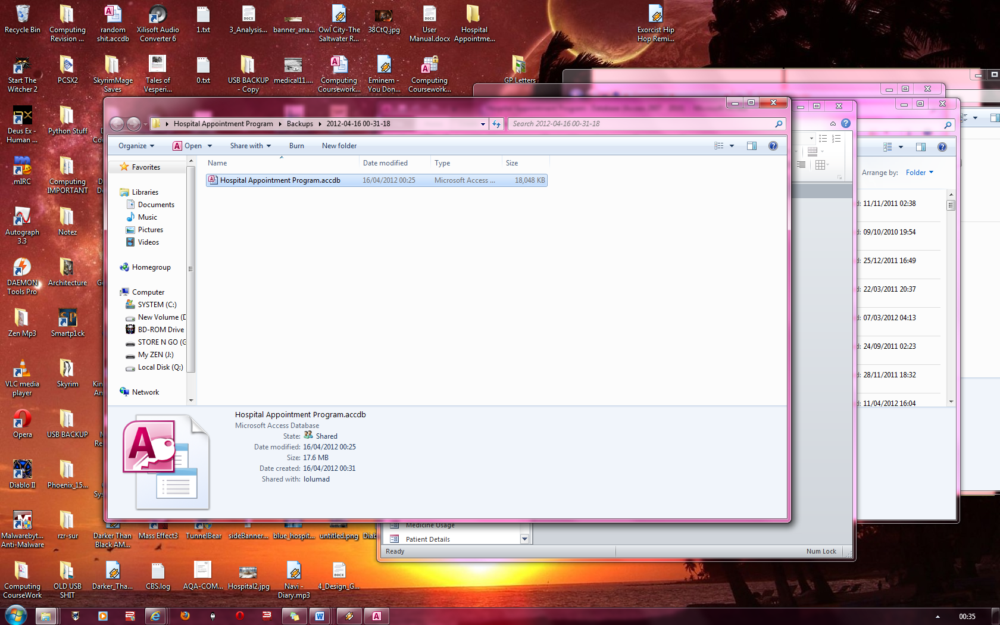 Recycle Bin
Computing Revision ...
random shit.accdb
Xilisoft Audio Converter 6
1.txt
3_Analysis...
banner_ana...
Owl City-The Saltwater R...
38CtQ.jpg
User Manual.docx
Hospital Appointme...
Exorcist Hip Hop Remi...
Start The Witcher 2
PCSX2
SkyrimMage Saves
Tales of Vesperi...
0.txt
USB BACKUP - Copy
medical11....
Computing Coursework...
Eminem - You Don...
Computing Coursework...
GP Letters
Deus Ex - Human ...
Python Stuff
mIRC
Computing IMPORTANT
Autograph 3.3
Notez
DAEMON Tools Pro
Architecture
Zen Mp3
Smartp1ck
VLC media player
Skyrim
Opera
USB BACKUP
Diablo II
Phoenix_15...
Malwarebyt... Anti-Malware
rzr-sur
Darker Than Black AM...
Mass Effect3
TunnelBear
sideBanner...
blue_hospit...
untitled.png
Diab
Computing CourseWork
OLD USB SHIT
Darker_Tha...
CBS.log
AQA-COM...
Hospital2.jpg
Navi - Diary.mp3
4_Design_G...
Hospital Appointment Program
Backups
2012-04-16 00-31-18
Search 2012-04-16 00-31-18
Organize
Open
Share with
Burn
New folder
Name
Date modified
Type
Size
Hospital Appointment Program.accdb
16/04/2012 00:25
Microsoft Access ...
18,048 KB
Favorites
Libraries
Documents
Music
Pictures
Videos
Homegroup
Computer
SYSTEM (C:)
New Volume (D
BD-ROM Drive
STORE N GO (G
My ZEN (J:)
Local Disk (Q:)
Network
Hospital Appointment Program.accdb
Microsoft Access Database
State: Shared
Date modified: 16/04/2012 00:25
Size: 17.6 MB
Date created: 16/04/2012 00:31
Shared with: lolumad
Arrange by: Folder
d: 11/11/2011 02:38
d: 09/10/2010 19:54
d: 25/12/2011 16:49
d: 22/03/2011 20:37
d: 07/03/2012 04:13
d: 24/09/2011 02:23
d: 28/11/2011 18:32
d: 11/04/2012 16:04
Medicine Usage
Patient Details
Ready
Num Lock
00:35